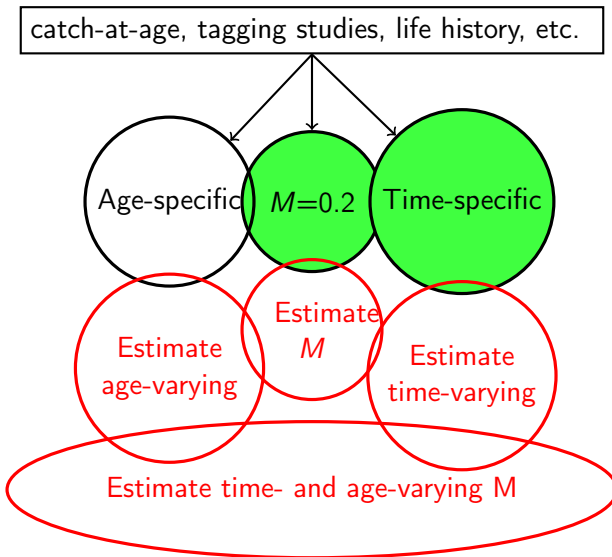 catch-at-age, tagging studies, life history, etc.
Age-specific
M=0.2
Time-specific
Estimate
M
Estimate
age-varying
Estimate
time-varying
Estimate time- and age-varying M